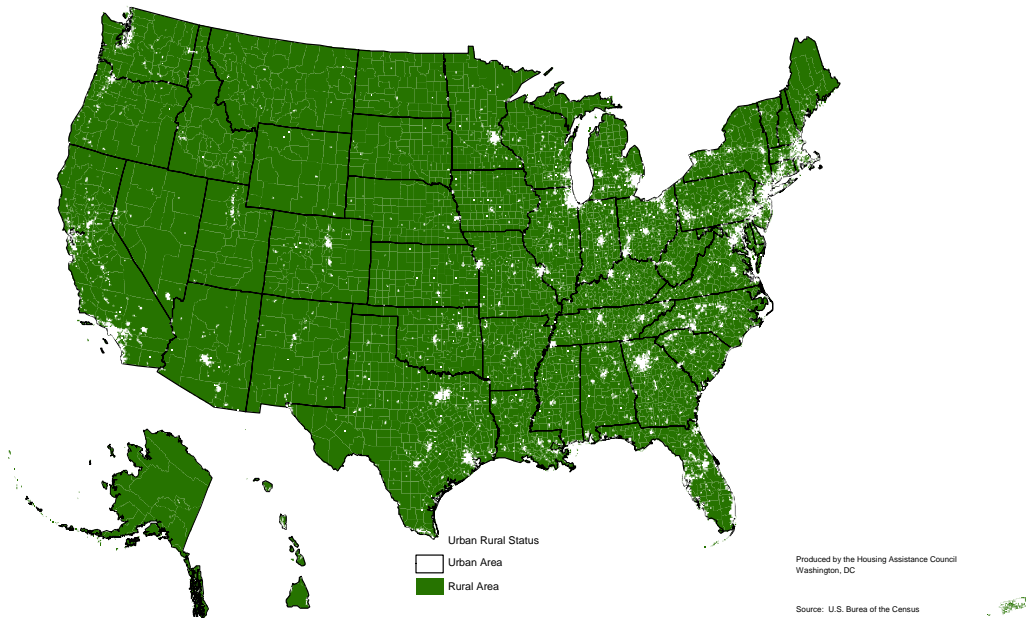 Urban Rural Status
Urban Area
Rural Area
Produced by the Housing Assistance Council
Washington, DC
Source: U.S. Burea of the Census